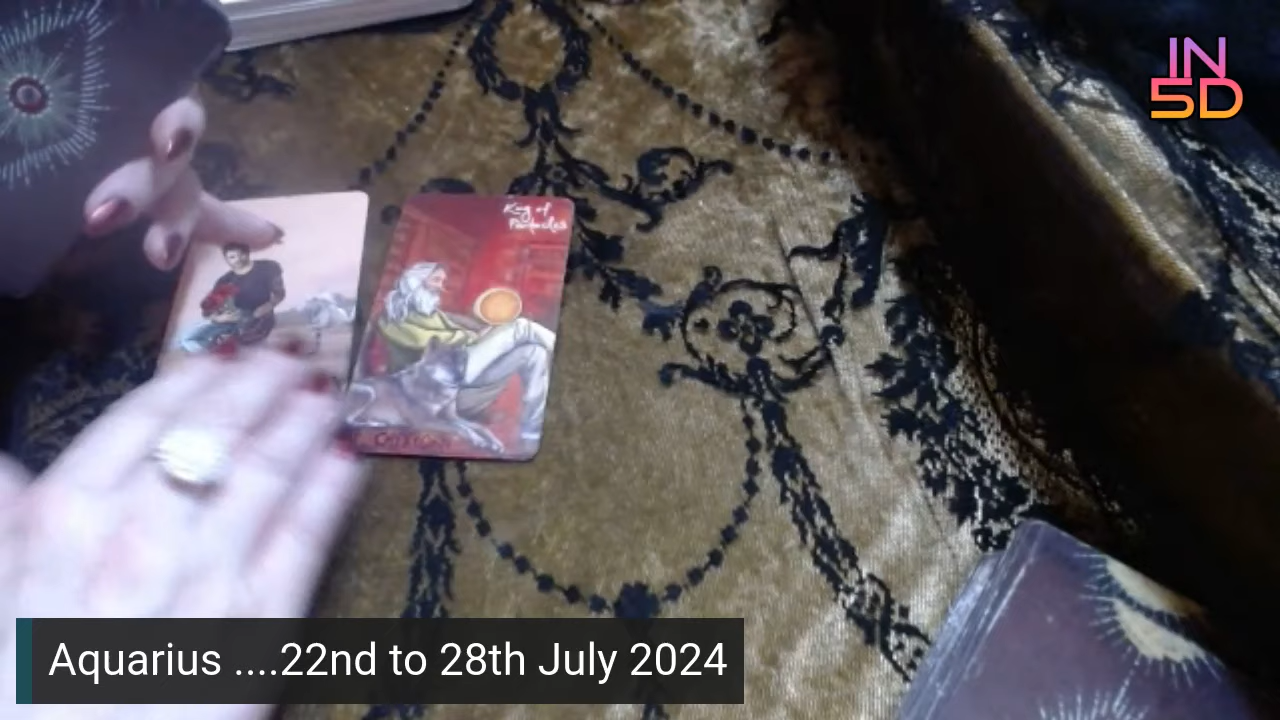 IN
5D
King of
Pentacles
Aquarius ....22nd to 28th July 2024